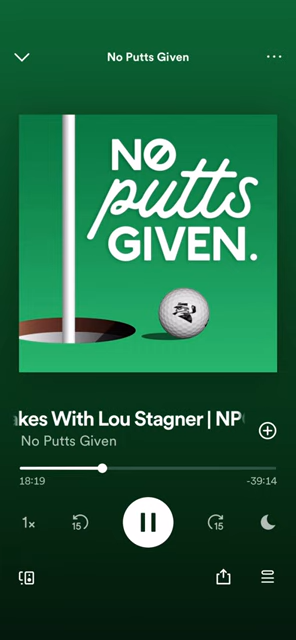 No Putts Given
NO
putts
GIVEN.
kes With Lou Stagner | NP
No Putts Given
18:19
-39:14
1x
15
15